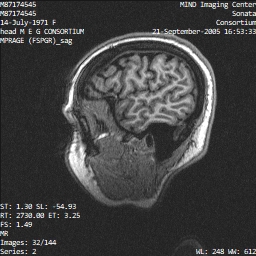 M87174545
M87174545
14-July-1971 F
head M E G CONSORTIUM
MPRAGE (FSPGR)_sag
MIND Imaging Center
Sonata
Consortium
21-September-2005 16:53:33
ST: 1.30 SL: -54.93
RT: 2730.00 ET: 3.25
FS: 1.49
MR
Images: 32/144
Series: 2
WL: 248 WW: 612